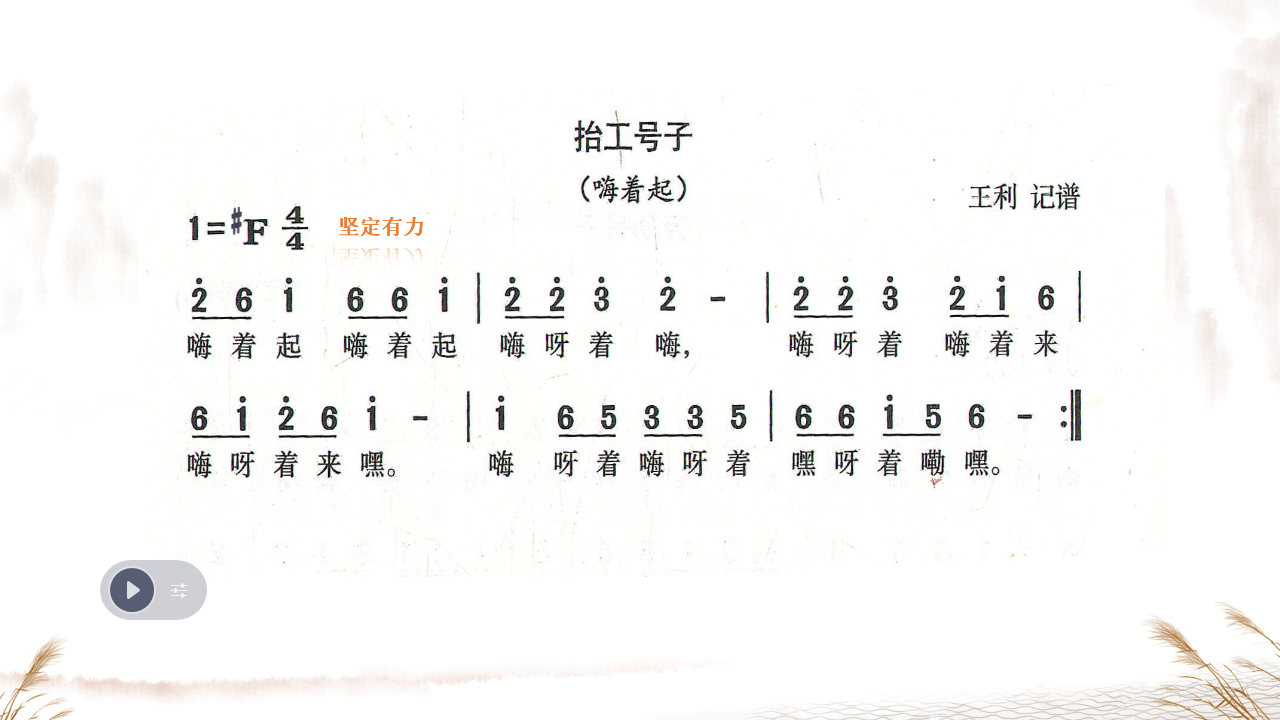 抬工号子
（嗨着起）
王利 记谱
1=♯F 4/4 坚定有力
2̇ 6 1̇ 6 6 1̇ | 2̇ 2̇ 3̇ 2̇ - | 2̇ 2̇ 3̇ 2̇ 1̇ 6 |
嗨着起 嗨着起 嗨呀着 嗨， 嗨呀着 嗨着来
6 1̇ 2̇ 6 1̇ - | 1̇ 6 5 3 3 5 | 6 6 1̇ 5 6 - :‖
嗨呀着来嘿。 嗨 呀着嗨呀着 嘿呀着嘞嘿。